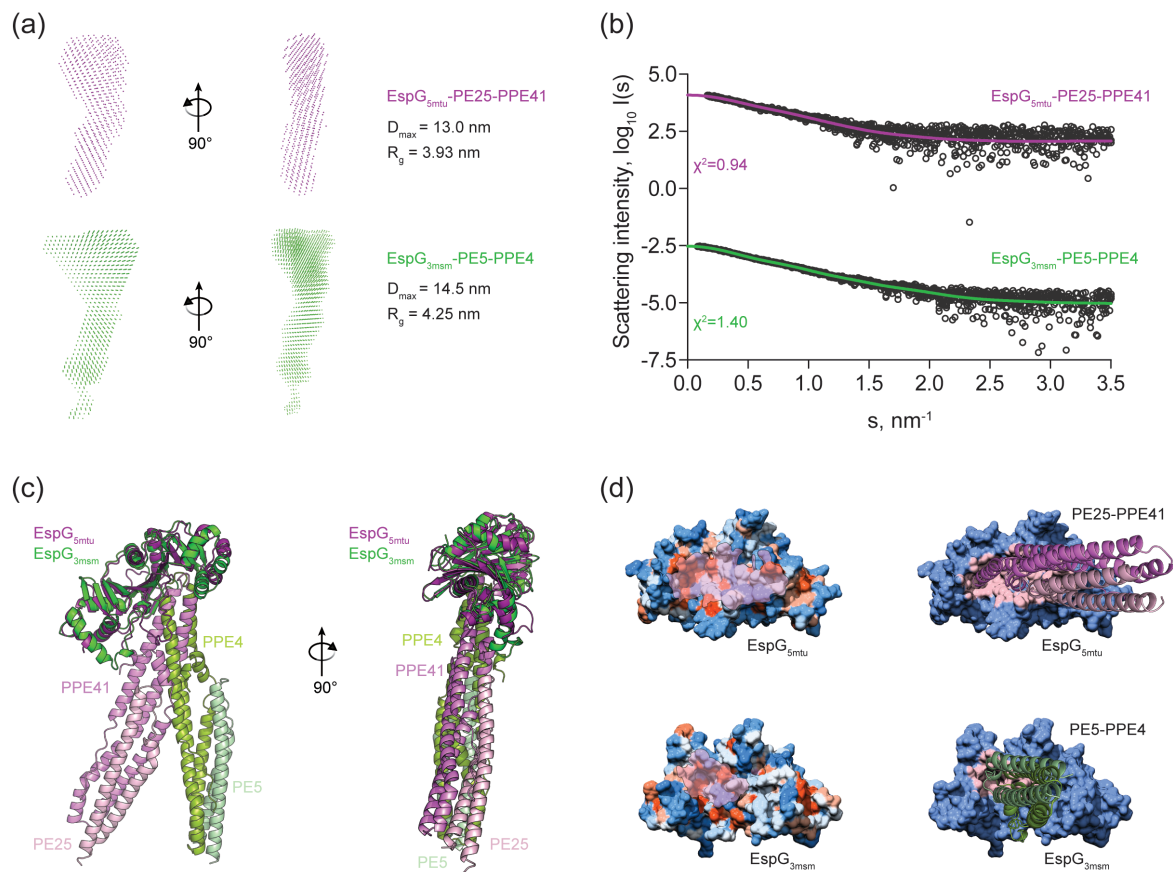 (a)
EspG5mtu-PE25-PPE41
Dmax = 13.0 nm
Rg = 3.93 nm
90°
EspG3msm-PE5-PPE4
Dmax = 14.5 nm
Rg = 4.25 nm
90°
(b)
Scattering intensity, log10 I(s)
5.0
2.5
0.0
-2.5
-5.0
-7.5
EspG5mtu-PE25-PPE41
χ²=0.94
EspG3msm-PE5-PPE4
χ²=1.40
0.0 0.5 1.0 1.5 2.0 2.5 3.0 3.5
s, nm-1
(c)
EspG5mtu
EspG3msm
PPE4
PPE41
PE5
PE25
90°
EspG5mtu
EspG3msm
PPE4
PPE41
PE5
PE25
(d)
EspG5mtu
PE25-PPE41
EspG5mtu
EspG3msm
PE5-PPE4
EspG3msm